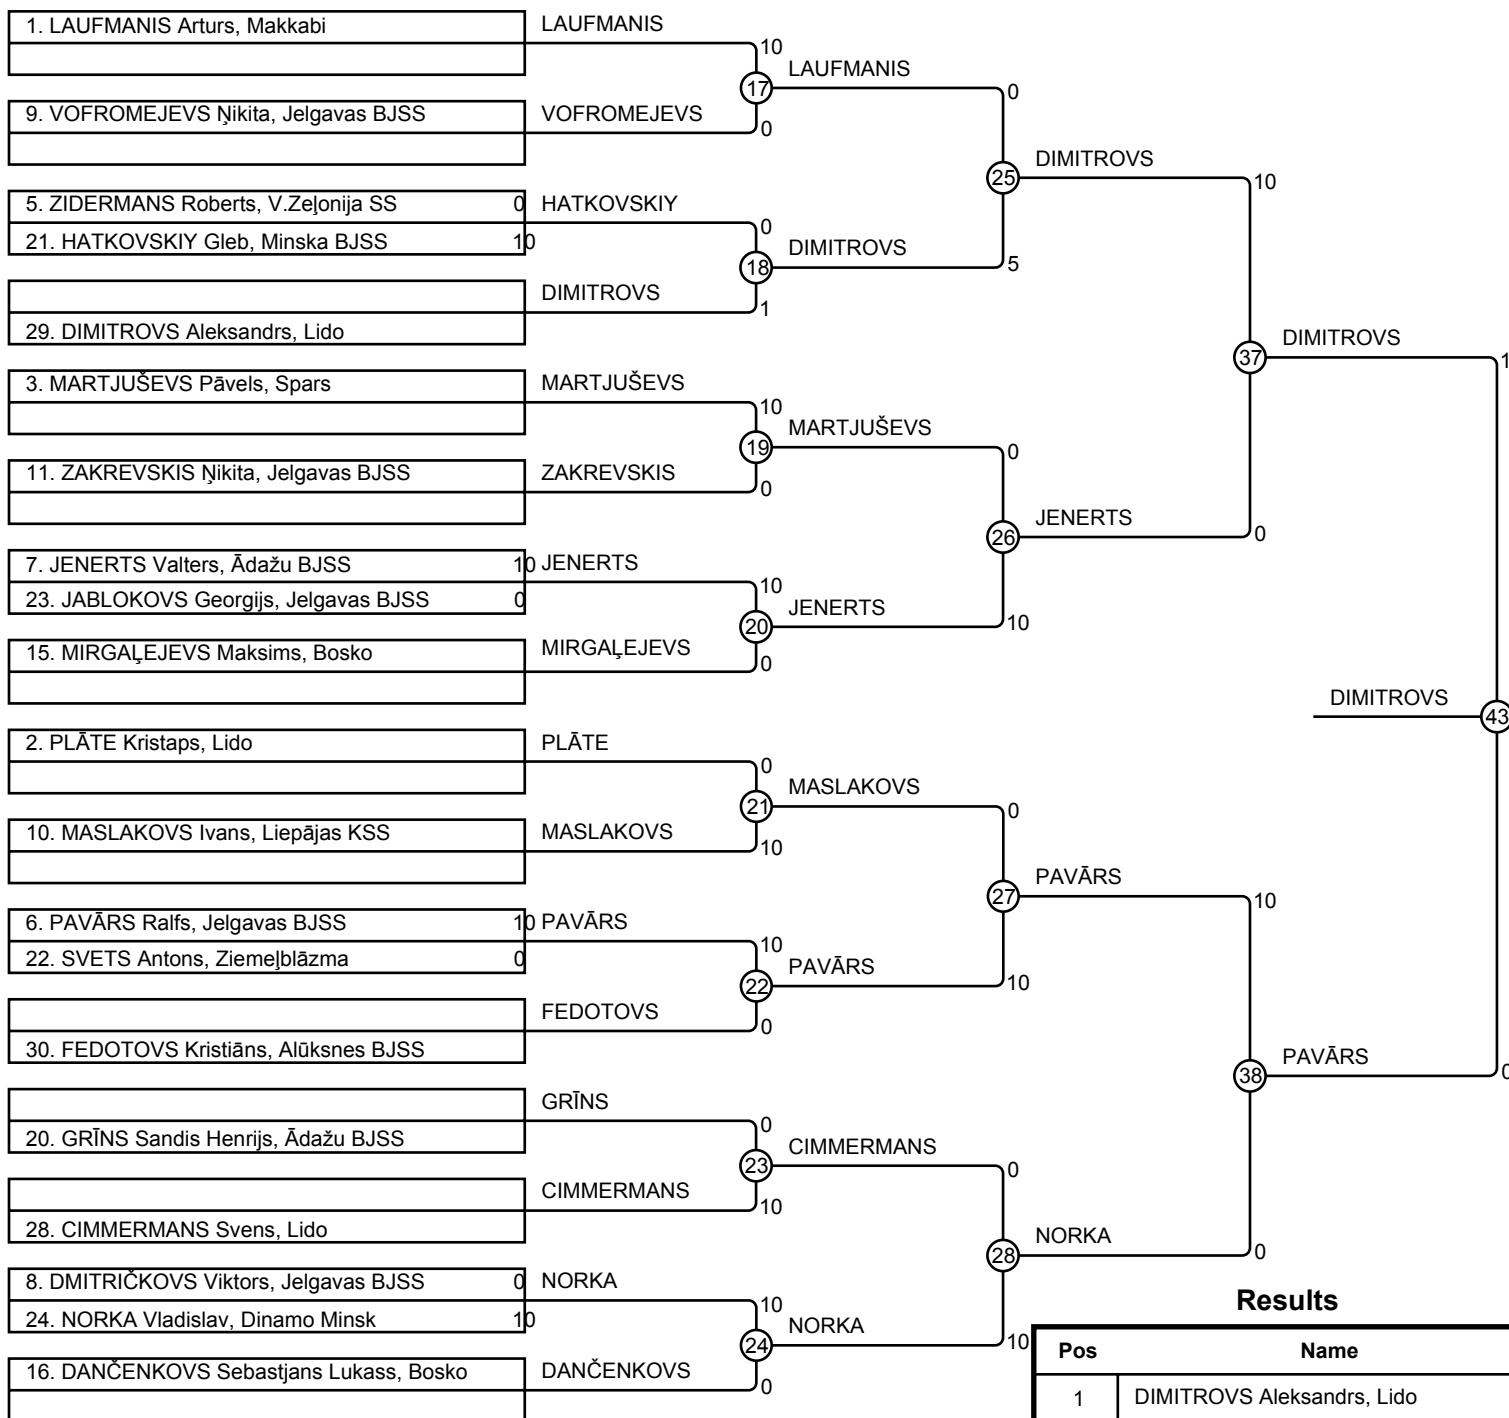 1. LAUFMANIS Arturs, Makkabi
LAUFMANIS
10
17
LAUFMANIS
0
9. VOFROMEJEVS Ņikita, Jelgavas BJSS
VOFROMEJEVS
0
25
DIMITROVS
10
5. ZIDERMANS Roberts, V.Zeļonija SS 0
21. HATKOVSKIY Gleb, Minska BJSS 10
HATKOVSKIY
0
18
DIMITROVS
5
DIMITROVS
1
29. DIMITROVS Aleksandrs, Lido
37
DIMITROVS
1
3. MARTJUŠEVS Pāvels, Spars
MARTJUŠEVS
10
19
MARTJUŠEVS
0
11. ZAKREVSKIS Ņikita, Jelgavas BJSS
ZAKREVSKIS
0
26
JENERTS
0
7. JENERTS Valters, Ādažu BJSS 10
23. JABLOKOVS Georgijs, Jelgavas BJSS 0
JENERTS
10
20
JENERTS
10
15. MIRGAĻEJEVS Maksims, Bosko
MIRGAĻEJEVS
0
DIMITROVS
43
2. PLĀTE Kristaps, Lido
PLĀTE
0
21
MASLAKOVS
0
10. MASLAKOVS Ivans, Liepājas KSS
MASLAKOVS
10
27
PAVĀRS
10
6. PAVĀRS Ralfs, Jelgavas BJSS 10
22. SVETS Antons, Ziemeļblāzma 0
PAVĀRS
10
22
PAVĀRS
10
FEDOTOVS
0
30. FEDOTOVS Kristiāns, Alūksnes BJSS
38
PAVĀRS
0
GRĪNS
0
20. GRĪNS Sandis Henrijs, Ādažu BJSS
23
CIMMERMANS
0
CIMMERMANS
10
28. CIMMERMANS Svens, Lido
28
NORKA
0
8. DMITRIČKOVS Viktors, Jelgavas BJSS 0
24. NORKA Vladislav, Dinamo Minsk 10
NORKA
10
24
NORKA
10
16. DANČENKOVS Sebastjans Lukass, Bosko
DANČENKOVS
0
Results
Pos Name
1 DIMITROVS Aleksandrs, Lido